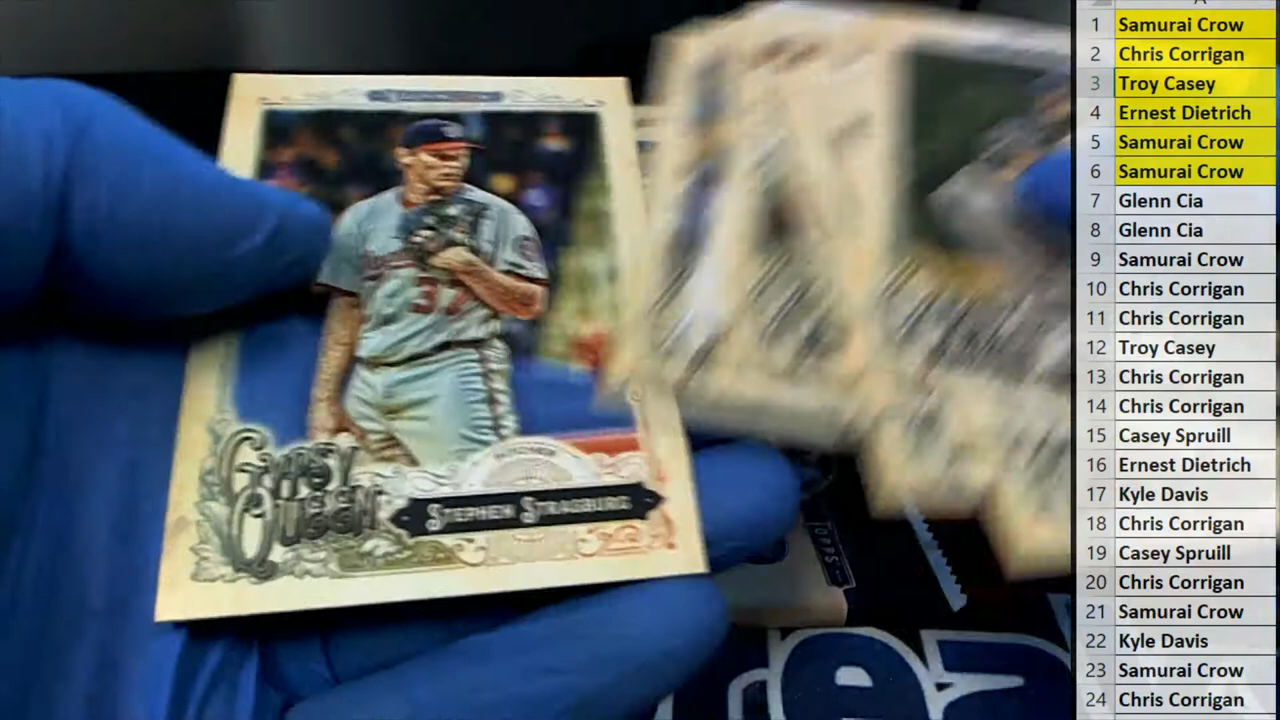 GYPSY
QUEEN
STEPHEN STRASBURG
37
TOPPS
A
1 Samurai Crow
2 Chris Corrigan
3 Troy Casey
4 Ernest Dietrich
5 Samurai Crow
6 Samurai Crow
7 Glenn Cia
8 Glenn Cia
9 Samurai Crow
10 Chris Corrigan
11 Chris Corrigan
12 Troy Casey
13 Chris Corrigan
14 Chris Corrigan
15 Casey Spruill
16 Ernest Dietrich
17 Kyle Davis
18 Chris Corrigan
19 Casey Spruill
20 Chris Corrigan
21 Samurai Crow
22 Kyle Davis
23 Samurai Crow
24 Chris Corrigan